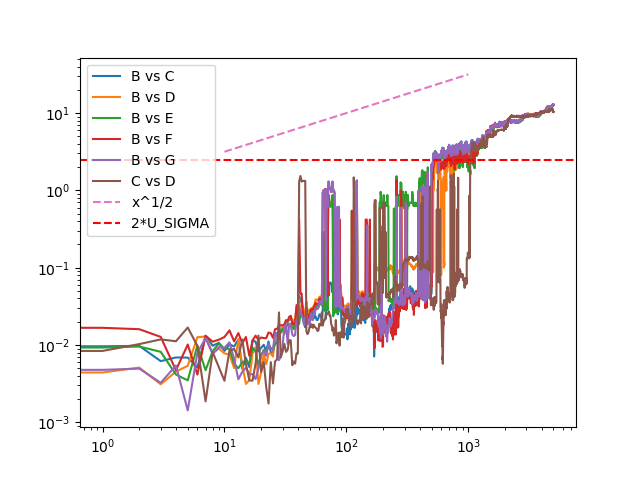 B vs C
B vs D
B vs E
B vs F
B vs G
C vs D
x^1/2
2*U_SIGMA
10¹
10⁰
10⁻¹
10⁻²
10⁻³
10⁰ 10¹ 10² 10³